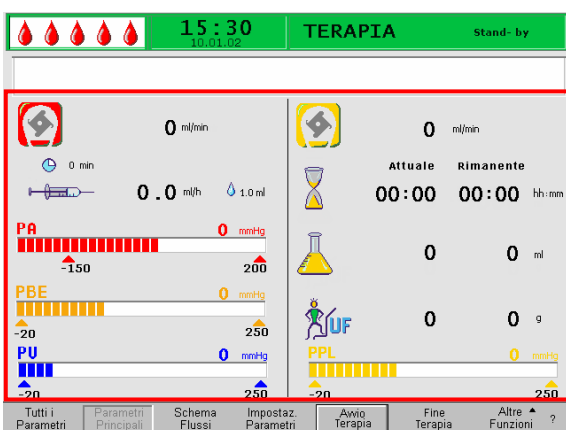 15:30
10.01.02
TERAPIA
Stand- by
0 ml/min
0 min
0.0 ml/h
1.0 ml
PA 0 mmHg
-150 200
PBE 0 mmHg
-20 250
PV 0 mmHg
-20 250
0 ml/min
Attuale Rimanente
00:00 00:00 hh:mm
0 0 ml
UF 0 0 g
PPL 0 mmHg
-20 250
Tutti i Parametri
Parametri Principali
Schema Flussi
Impostaz. Parametri
Avvio Terapia
Fine Terapia
Altre Funzioni
?